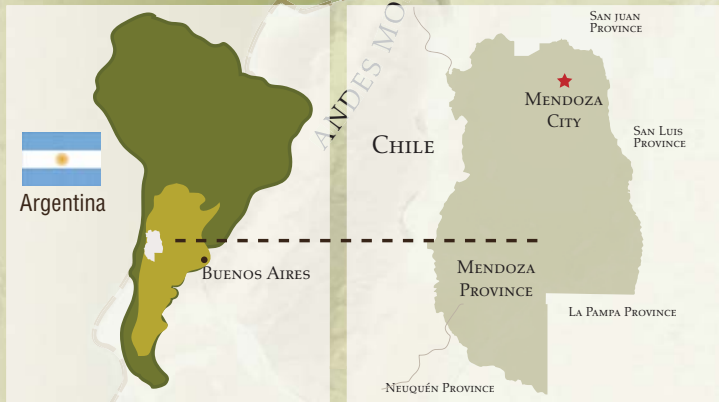 Argentina
BUENOS AIRES
ANDES MO
CHILE
SAN JUAN
PROVINCE
MENDOZA
CITY
SAN LUIS
PROVINCE
MENDOZA
PROVINCE
LA PAMPA PROVINCE
NEUQUÉN PROVINCE